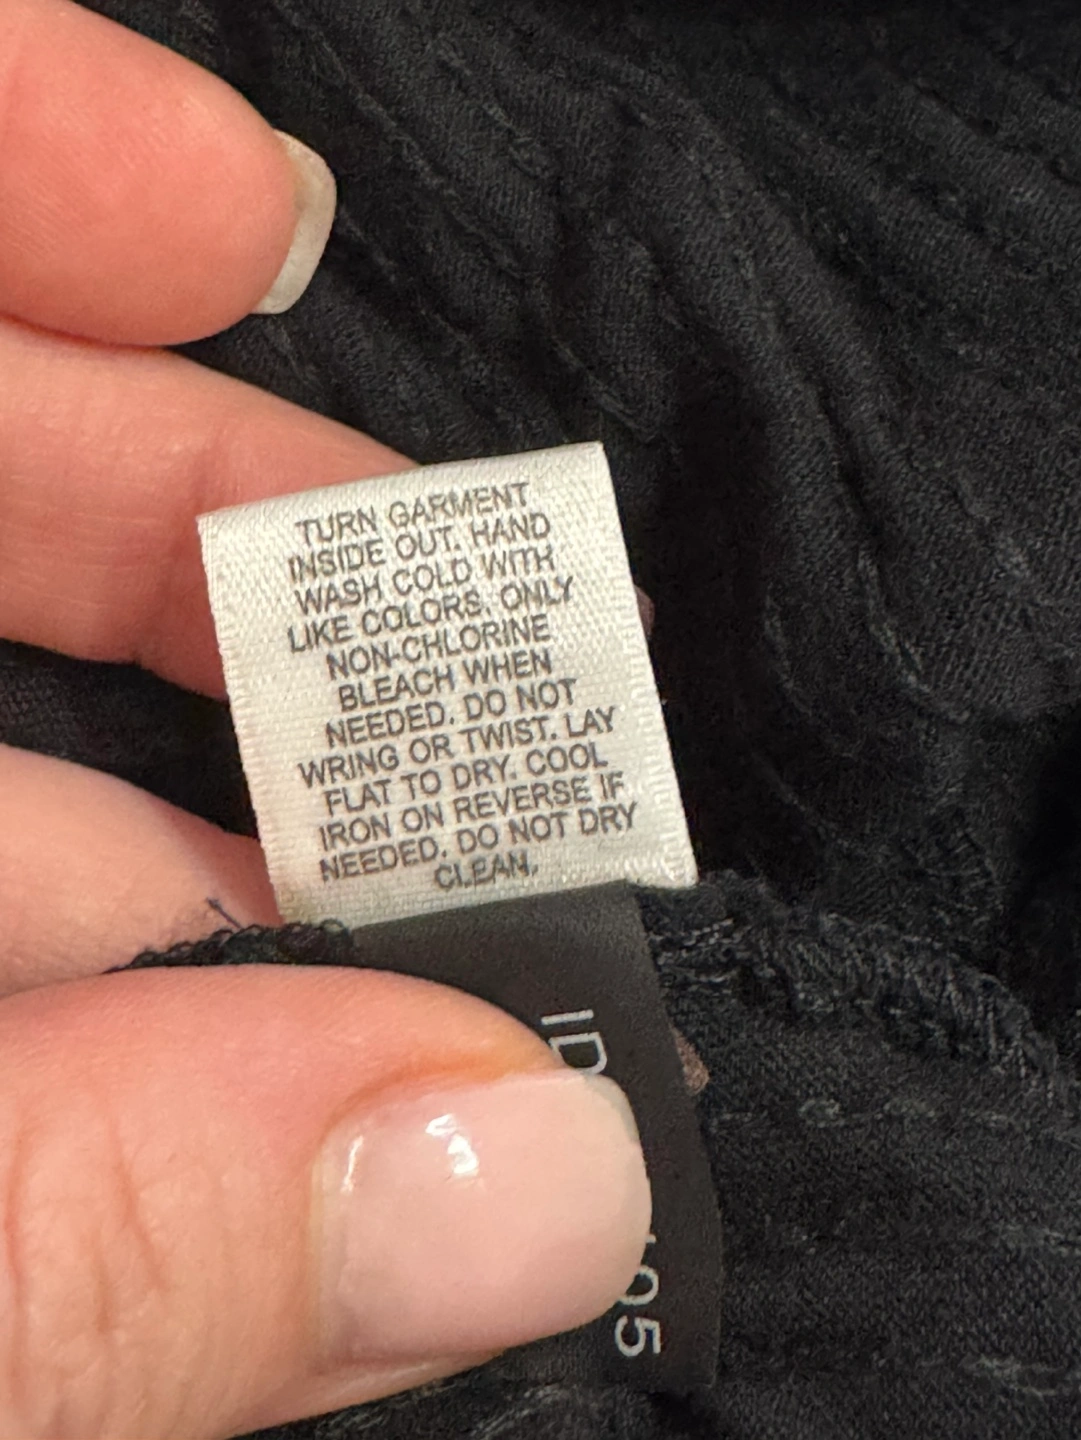 TURN GARMENT
INSIDE OUT. HAND
WASH COLD WITH
LIKE COLORS. ONLY
NON-CHLORINE
BLEACH WHEN
NEEDED. DO NOT
WRING OR TWIST. LAY
FLAT TO DRY. COOL
IRON ON REVERSE IF
NEEDED. DO NOT DRY
CLEAN.